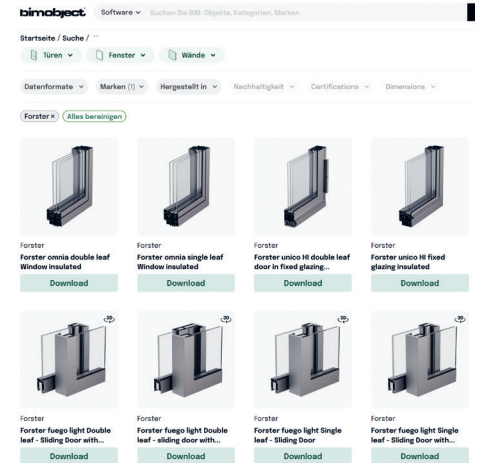 bimobject Software Suchen Sie BIM-Objekte, Kategorien, Marken
Startseite / Suche / ...
Türen Fenster Wände
Datenformate Marken (1) Hergestellt in Nachhaltigkeit Certifications Dimensions
Forster × Alles bereinigen
Forster
Forster omnia double leaf
Window insulated
Download
Forster
Forster omnia single leaf
Window insulated
Download
Forster
Forster unico HI double leaf
door in fixed glazing...
Download
Forster
Forster unico HI fixed
glazing insulated
Download
3D
Forster
Forster fuego light Double
leaf - Sliding Door with...
Download
3D
Forster
Forster fuego light Double
leaf - sliding door with...
Download
3D
Forster
Forster fuego light Single
leaf - Sliding Door
Download
3D
Forster
Forster fuego light Single
leaf - Sliding Door with...
Download